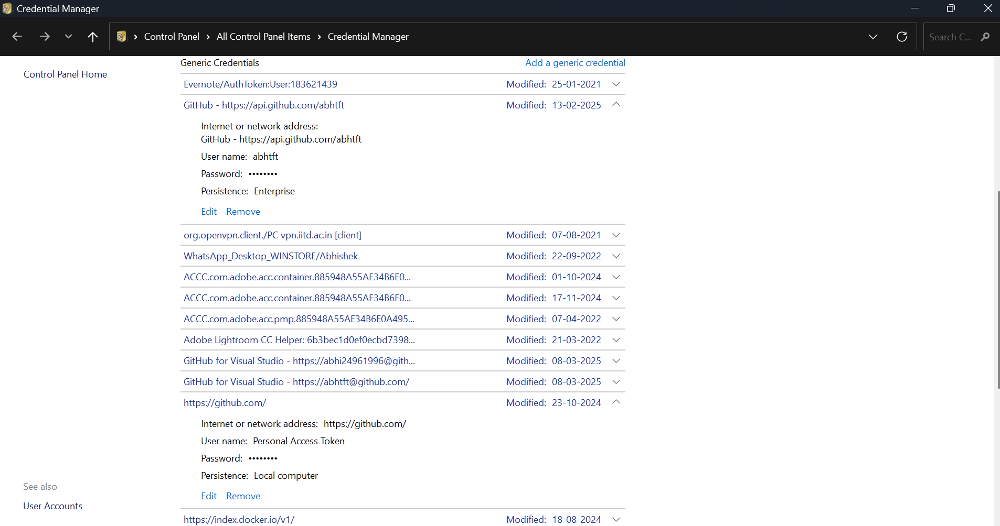 Credential Manager
Control Panel > All Control Panel Items > Credential Manager
Search C...
Control Panel Home
Generic Credentials Add a generic credential
Evernote/AuthToken:User:183621439 Modified: 25-01-2021
GitHub - https://api.github.com/abhtft Modified: 13-02-2025
Internet or network address:
GitHub - https://api.github.com/abhtft
User name: abhtft
Password: ••••••••
Persistence: Enterprise
Edit Remove
org.openvpn.client./PC vpn.iitd.ac.in [client] Modified: 07-08-2021
WhatsApp_Desktop_WINSTORE/Abhishek Modified: 22-09-2022
ACCC.com.adobe.acc.container.885948A55AE34B6E0... Modified: 01-10-2024
ACCC.com.adobe.acc.container.885948A55AE34B6E0... Modified: 17-11-2024
ACCC.com.adobe.acc.pmp.885948A55AE34B6E0A495... Modified: 07-04-2022
Adobe Lightroom CC Helper: 6b3bec1d0ef0ecbd7398... Modified: 21-03-2022
GitHub for Visual Studio - https://abhi24961996@gith... Modified: 08-03-2025
GitHub for Visual Studio - https://abhtft@github.com/ Modified: 08-03-2025
https://github.com/ Modified: 23-10-2024
Internet or network address: https://github.com/
User name: Personal Access Token
Password: ••••••••
Persistence: Local computer
Edit Remove
https://index.docker.io/v1/ Modified: 18-08-2024
See also
User Accounts